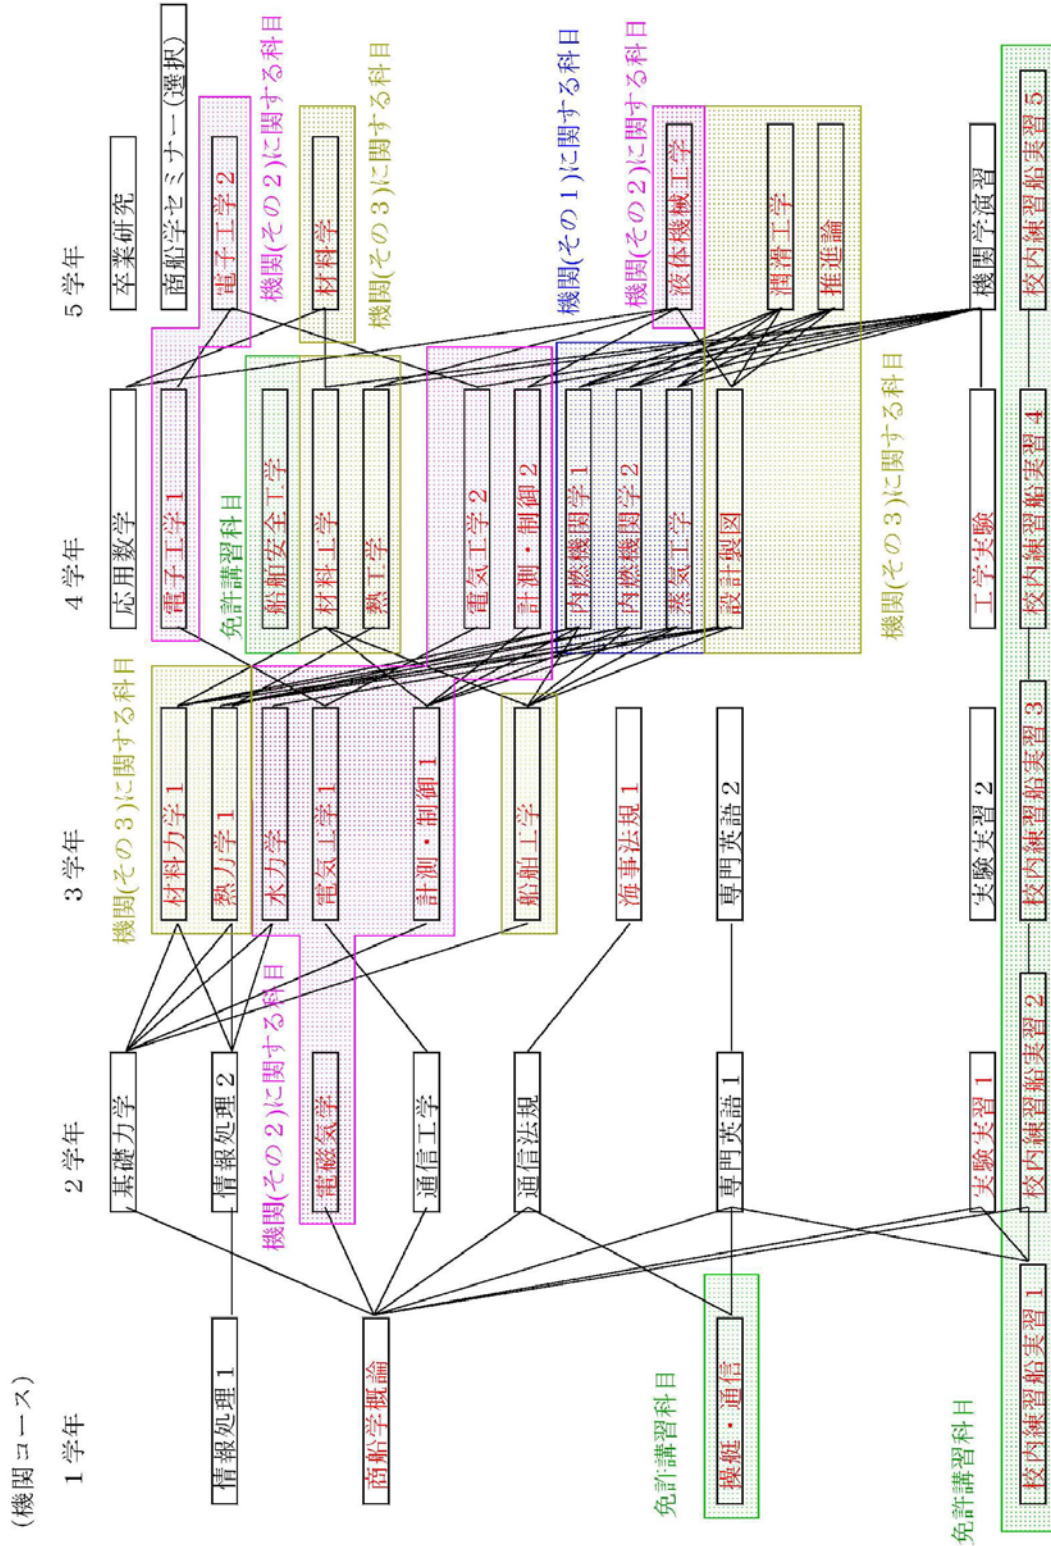 (機関コース)
1学年
2学年
3学年
4学年
5学年
情報処理1
商船学概論
免許講習科目
操艇・通信
免許講習科目
校内練習船実習1
基礎力学
情報処理2
機関(その2)に関する科目
電磁気学
通信工学
通信法規
専門英語1
実験実習1
校内練習船実習2
機関(その3)に関する科目
材料力学1
熱力学1
水力学
電気工学1
計測・制御1
船舶工学
海事法規1
専門英語2
実験実習2
校内練習船実習3
応用数学
電子工学1
免許講習科目
船舶安全工学
材料工学
熱工学
電気工学2
計測・制御2
内燃機関学1
内燃機関学2
蒸気工学
設計製図
機関(その3)に関する科目
工学実験
校内練習船実習4
卒業研究
商船学セミナー(選択)
電子工学2
機関(その2)に関する科目
材料学
機関(その3)に関する科目
機関(その1)に関する科目
機関(その2)に関する科目
液体機械工学
潤滑工学
推進論
機関学演習
校内練習船実習5